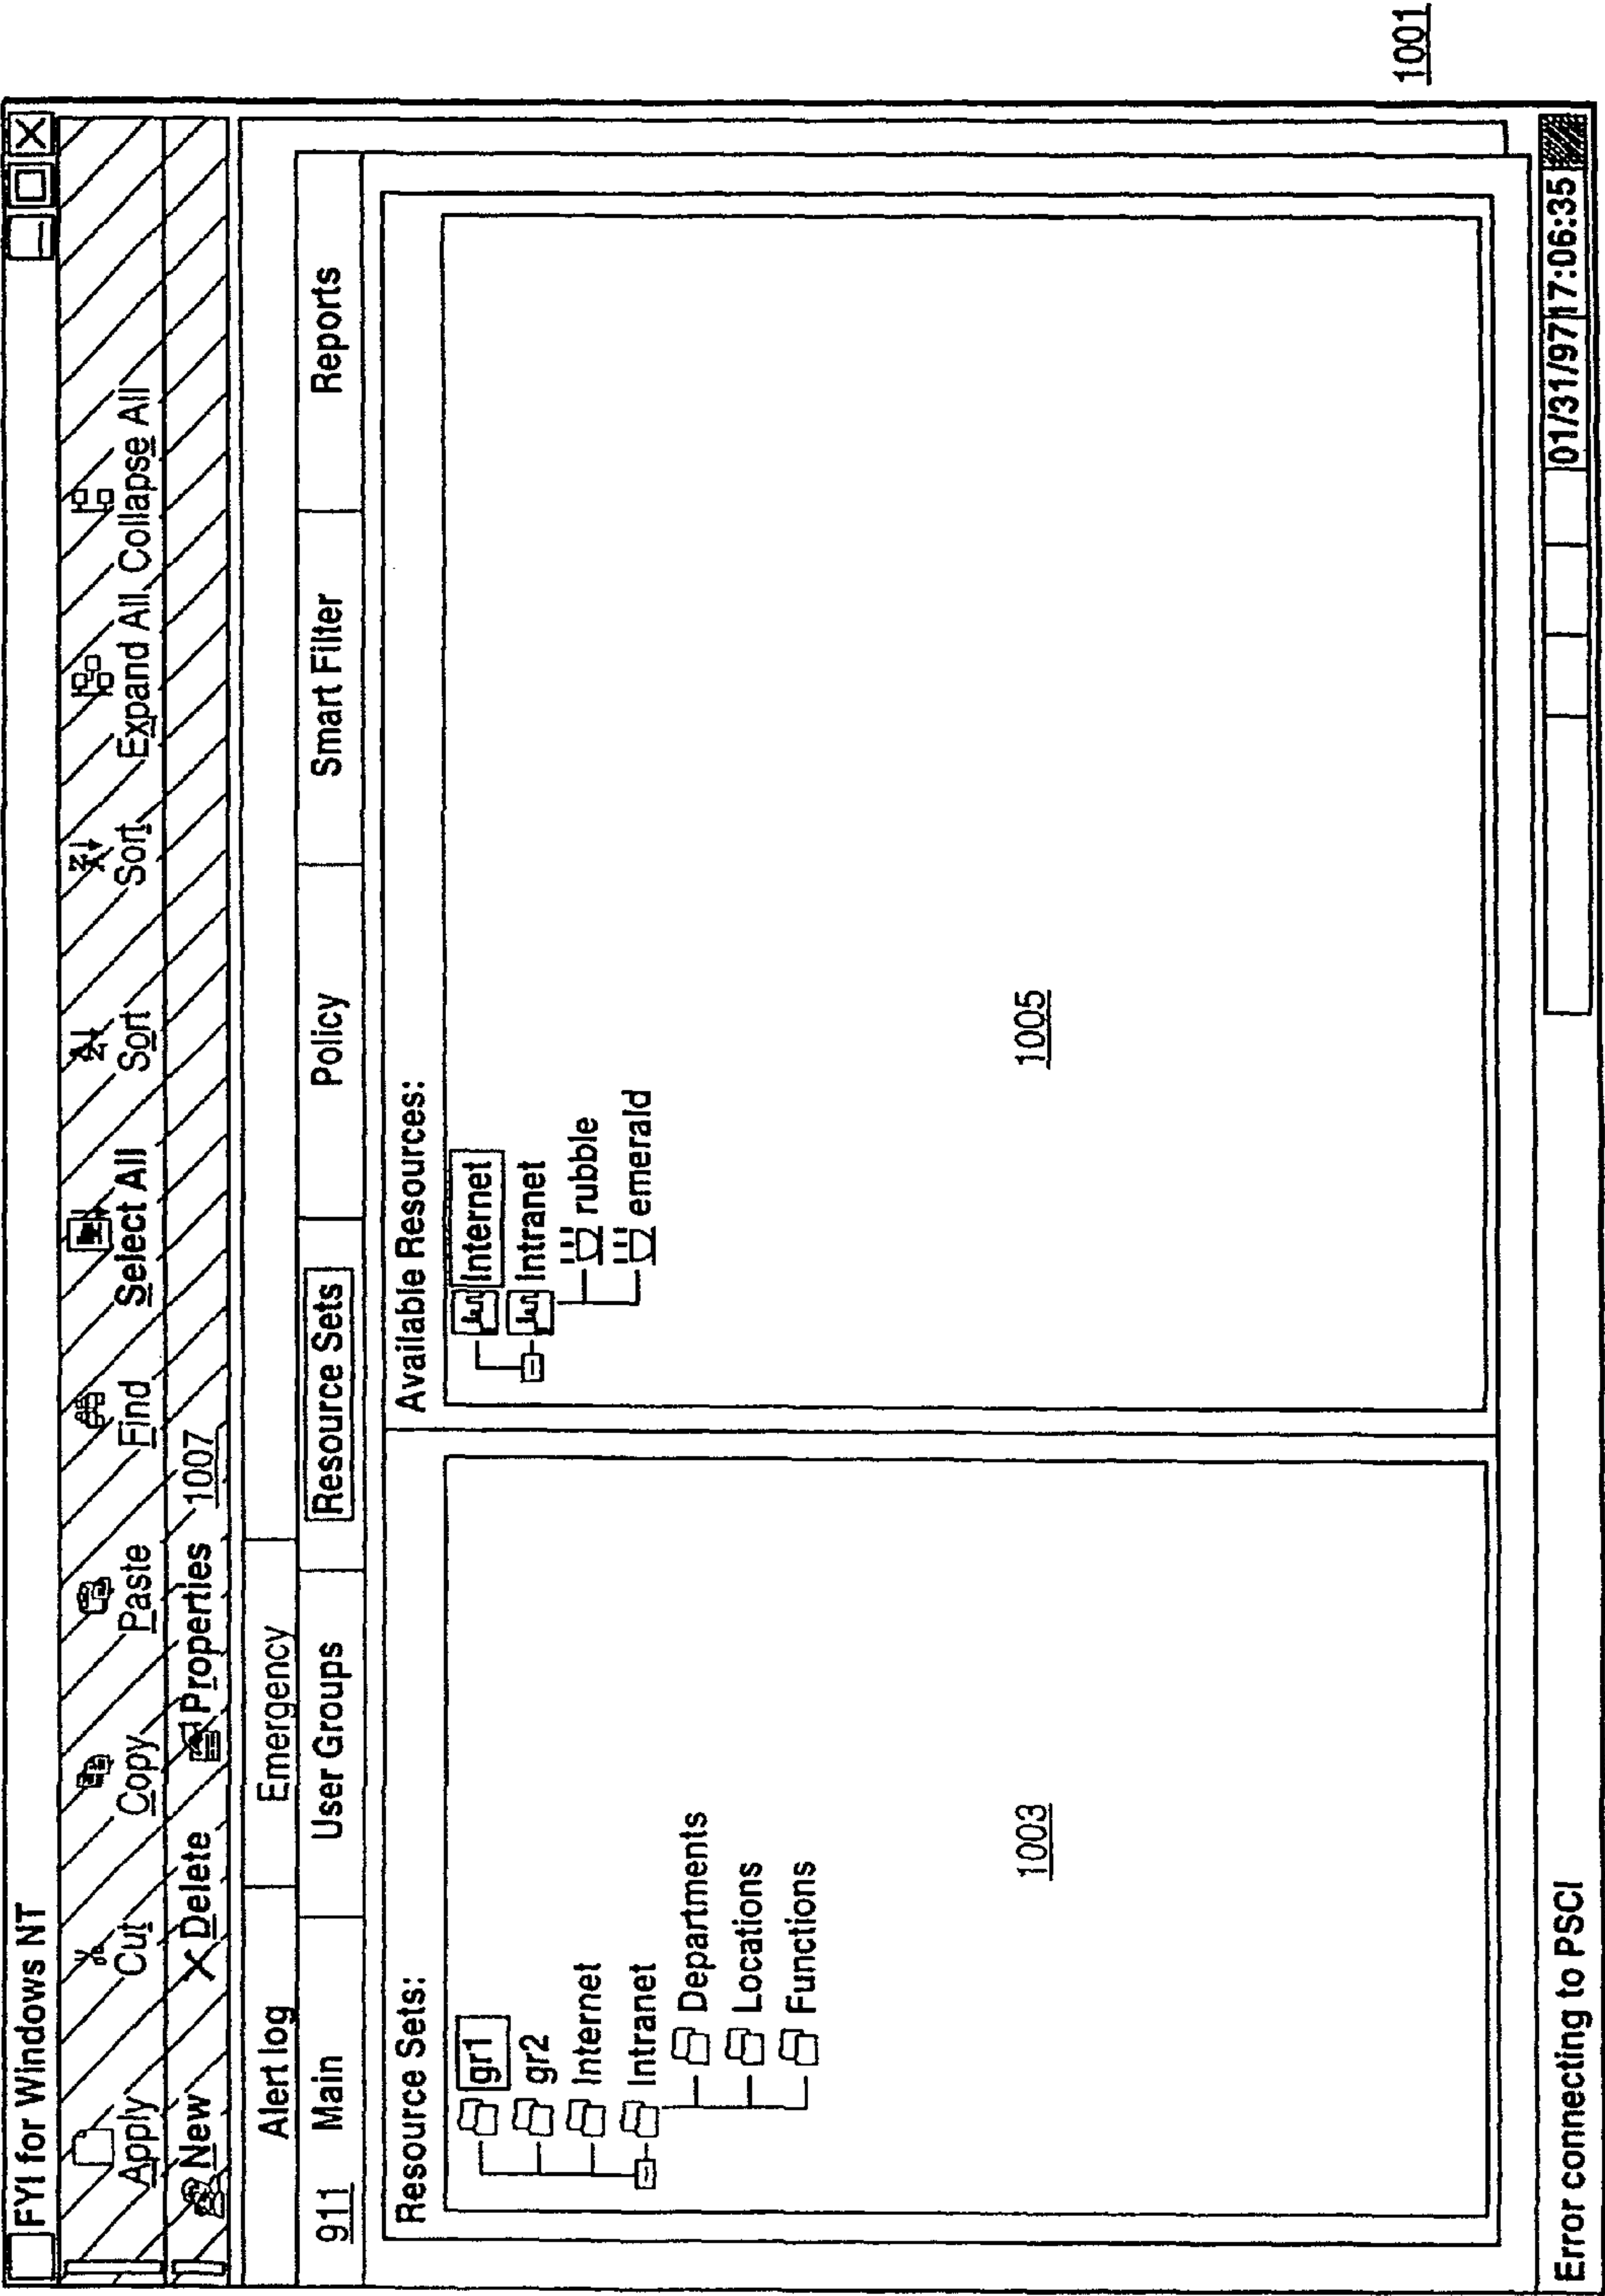 FYI for Windows NT
Apply Cut Copy Paste Find Select All Sort Sort Expand All Collapse All
New Delete Properties 1007
Alert log Emergency
911 Main User Groups Resource Sets Policy Smart Filter Reports
Resource Sets:
gr1
gr2
Internet
Intranet
Departments
Locations
Functions
1003
Available Resources:
Internet
Intranet
rubble
emerald
1005
Error connecting to PSCI 01/31/97 17:06:35
1001